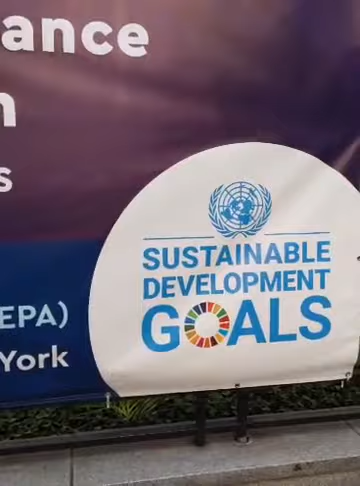 ance
n
s
EPA)
York
SUSTAINABLE
DEVELOPMENT
GOALS